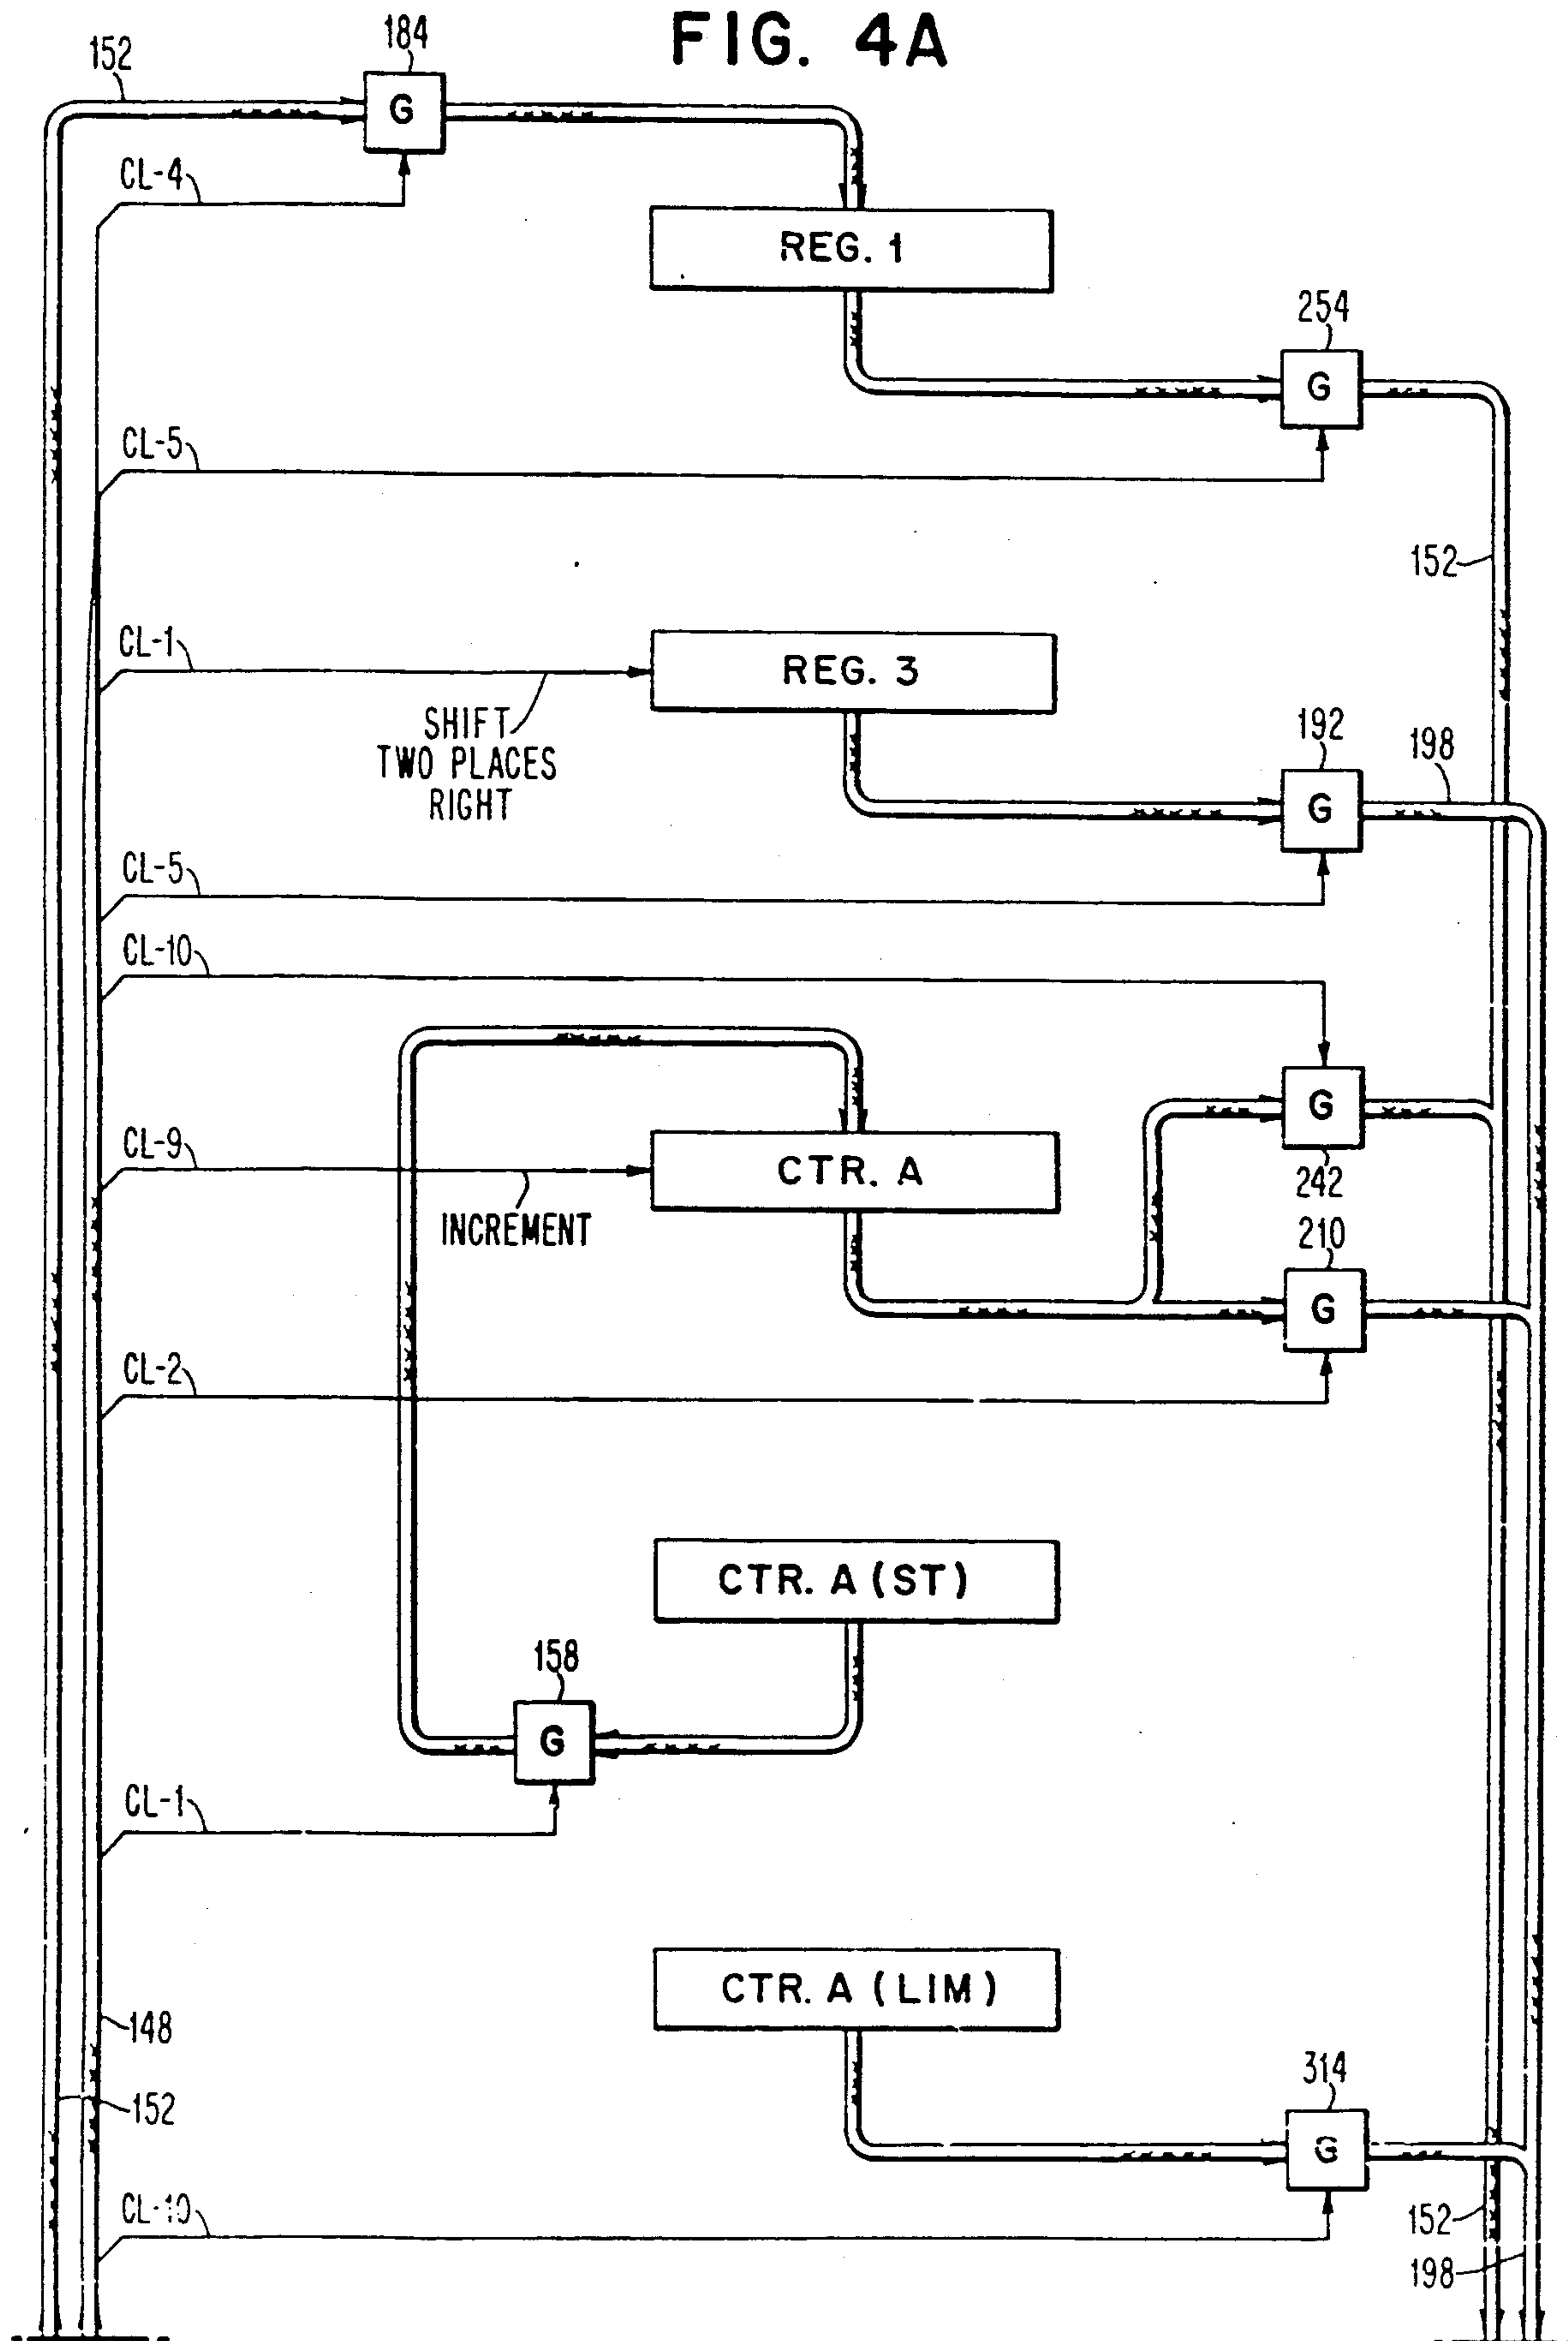 FIG. 4A
152
184
G
CL-4
REG. 1
254
G
CL-5
152
CL-1
REG. 3
SHIFT
TWO PLACES
RIGHT
192
198
G
CL-5
CL-10
G
CL-9
CTR. A
242
INCREMENT
210
G
CL-2
CTR. A (ST)
158
G
CL-1
CTR. A (LIM)
148
314
152
G
CL-10
152
198